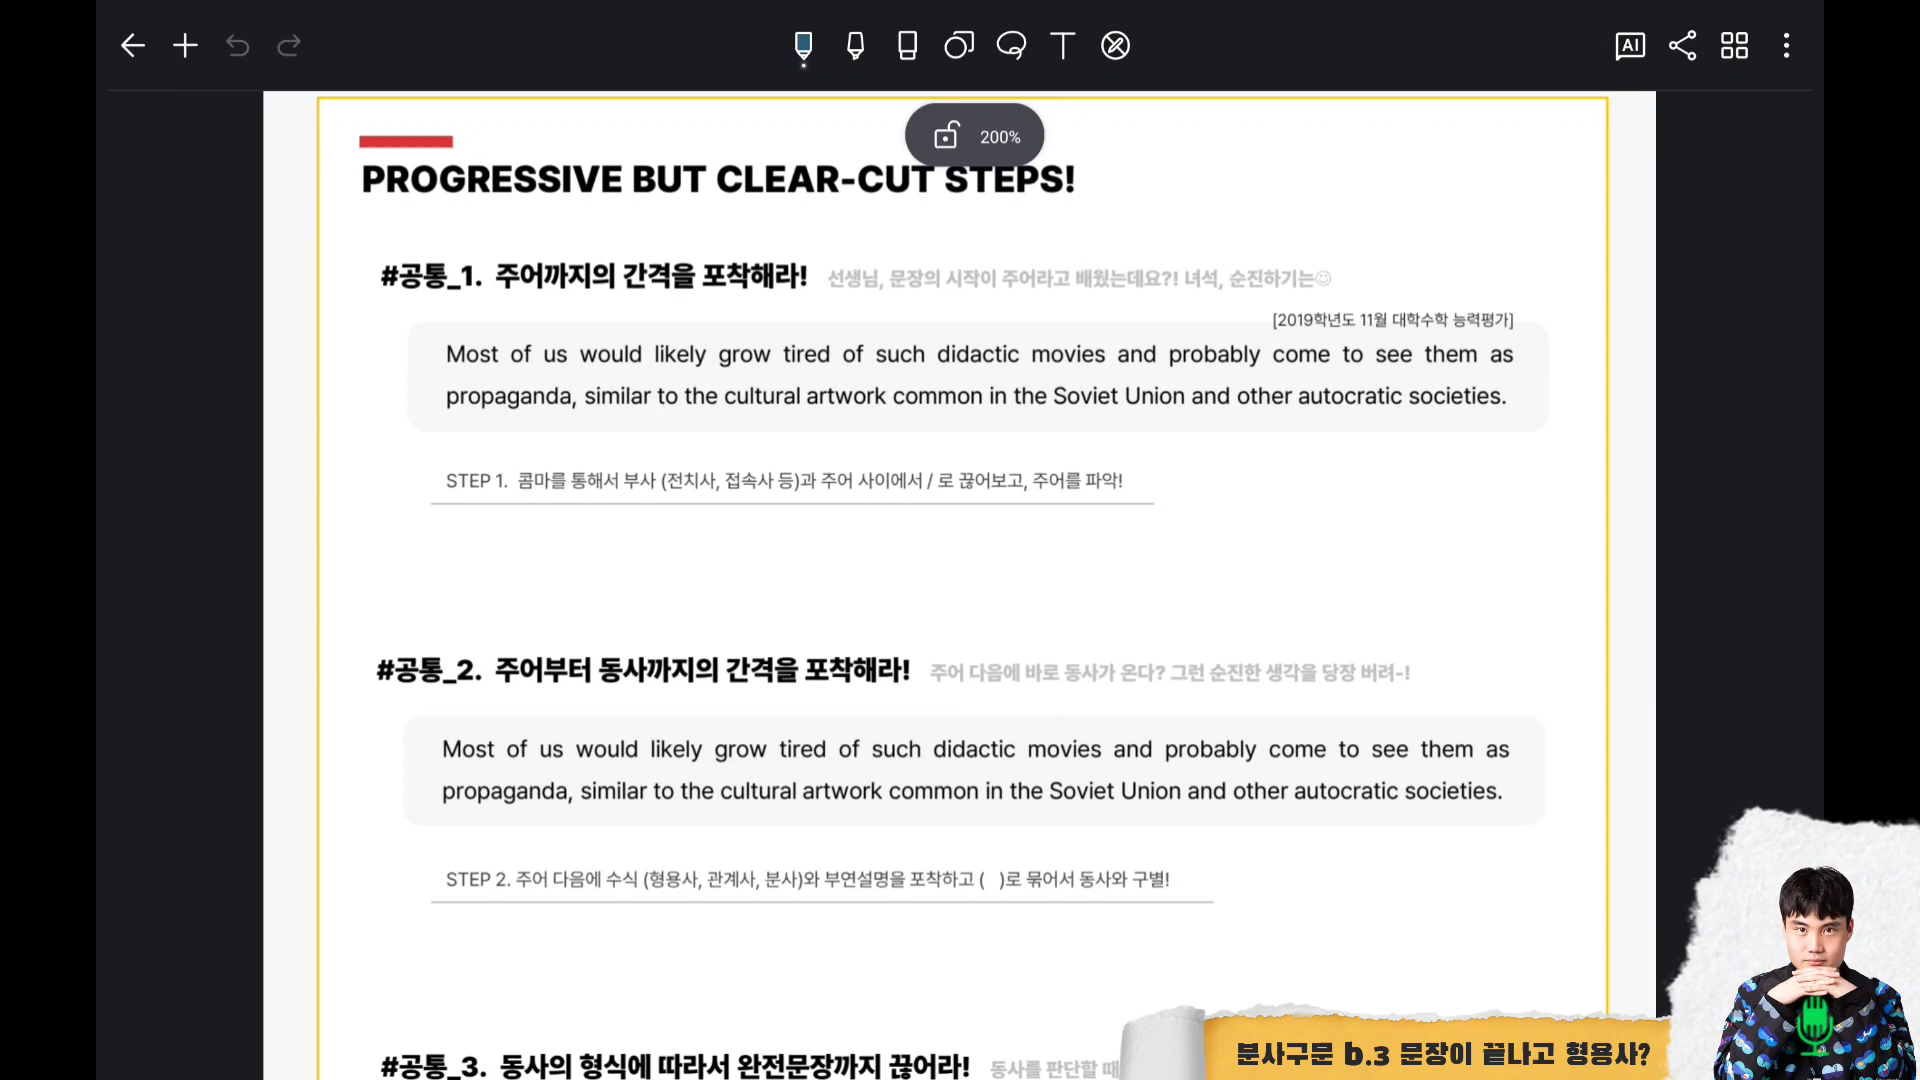 AI
200%
PROGRESSIVE BUT CLEAR-CUT STEPS!
#공통_1. 주어까지의 간격을 포착해라! 선생님, 문장의 시작이 주어라고 배웠는데요?! 녀석, 순진하기는☺
[2019학년도 11월 대학수학 능력평가]
Most of us would likely grow tired of such didactic movies and probably come to see them as
propaganda, similar to the cultural artwork common in the Soviet Union and other autocratic societies.
STEP 1. 콤마를 통해서 부사 (전치사, 접속사 등)과 주어 사이에서 / 로 끊어보고, 주어를 파악!
#공통_2. 주어부터 동사까지의 간격을 포착해라! 주어 다음에 바로 동사가 온다? 그런 순진한 생각을 당장 버려~!
Most of us would likely grow tired of such didactic movies and probably come to see them as
propaganda, similar to the cultural artwork common in the Soviet Union and other autocratic societies.
STEP 2. 주어 다음에 수식 (형용사, 관계사, 분사)와 부연설명을 포착하고 ( )로 묶어서 동사와 구별!
#공통_3. 동사의 형식에 따라서 완전문장까지 끊어라! 동사를 판단할 때
분사구문 b.3 문장이 끝나고 형용사?